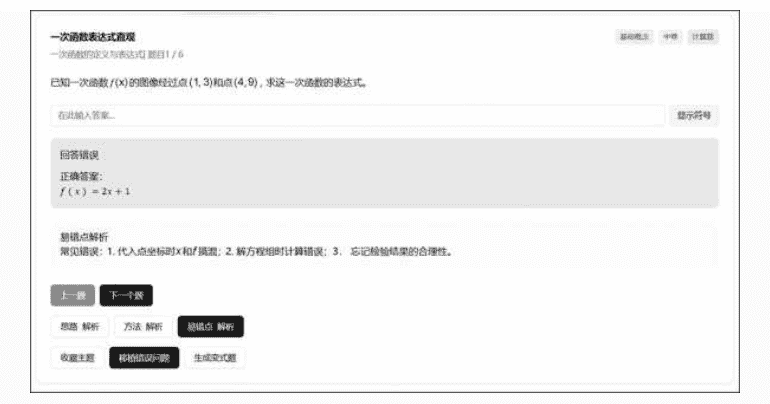 一次函数表达式直观
基础概念 中等 计算题
一次函数的定义与表达式| 题目1 / 6
已知一次函数 f(x) 的图像经过点 (1, 3)和点 (4, 9) , 求这一次函数的表达式。
在此输入答案...
显示符号
回答错误
正确答案:
f ( x ) = 2x + 1
易错点解析
常见错误: 1. 代入点坐标时x和f搞混; 2. 解方程组时计算错误; 3. 忘记检验结果的合理性。
上一题 下一个题
思路 解析 方法 解析 易错点 解析
收藏主题 移除错误问题 生成变式题